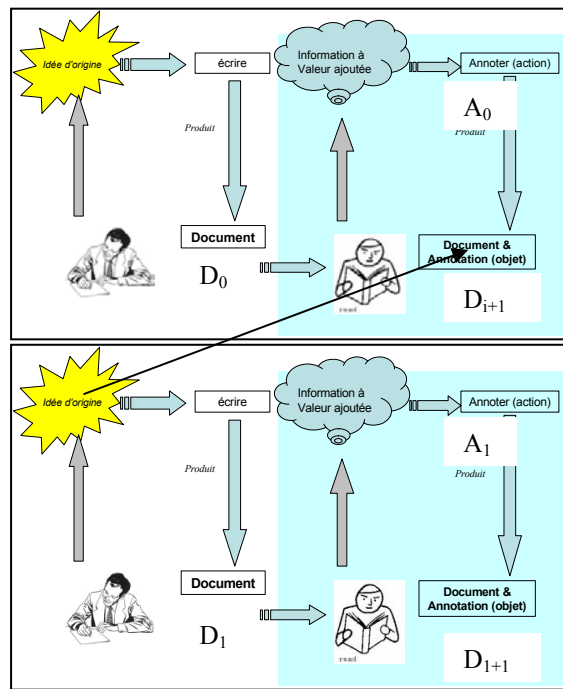 Idée d'origine
écrire
Information à
Valeur ajoutée
Annoter (action)
A0
Produit
Produit
Document
D0
read
Document &
Annotation (objet)
Di+1
Idée d'origine
écrire
Information à
Valeur ajoutée
Annoter (action)
A1
Produit
Produit
Document
D1
read
Document &
Annotation (objet)
D1+1